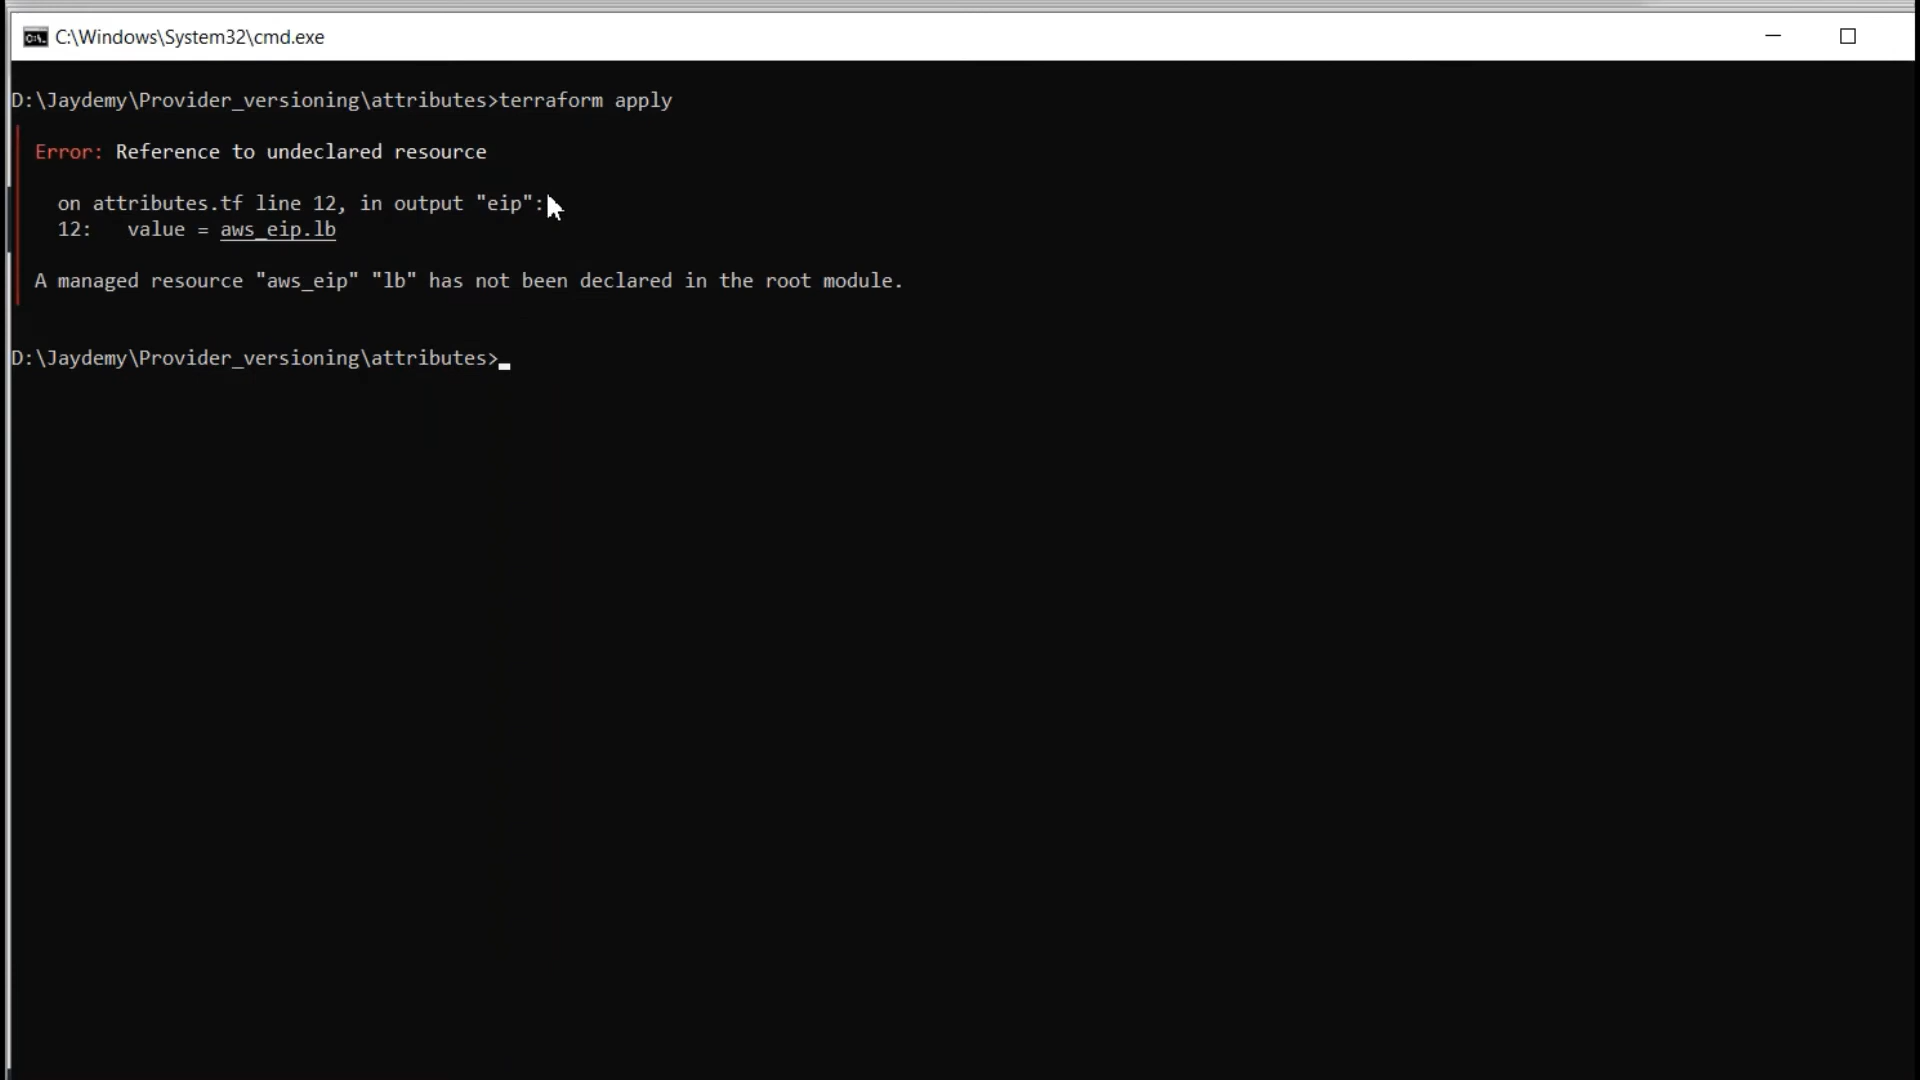 C:\Windows\System32\cmd.exe
D:\Jaydemy\Provider_versioning\attributes>terraform apply
Error: Reference to undeclared resource
on attributes.tf line 12, in output "eip":
12:   value = aws_eip.lb
A managed resource "aws_eip" "lb" has not been declared in the root module.
D:\Jaydemy\Provider_versioning\attributes>